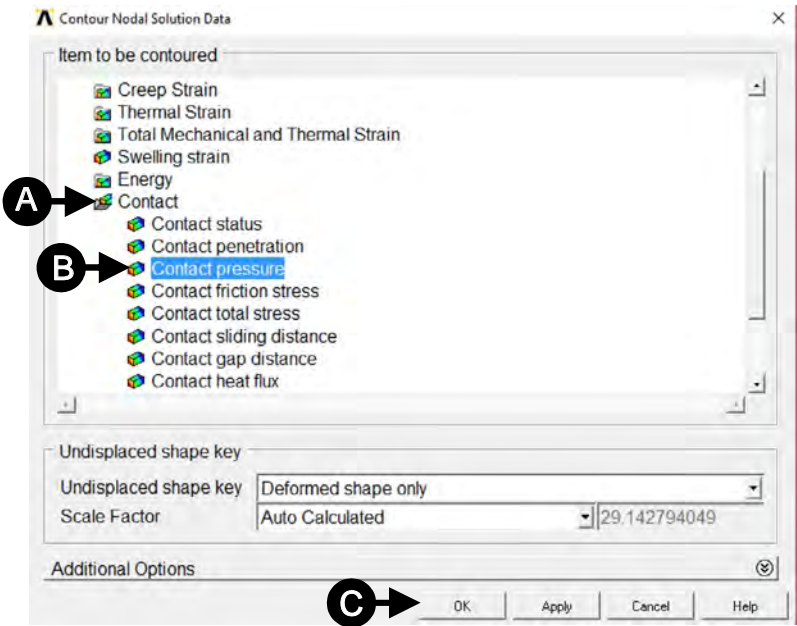 Contour Nodal Solution Data
Item to be contoured
Creep Strain
Thermal Strain
Total Mechanical and Thermal Strain
Swelling strain
Energy
A Contact
Contact status
Contact penetration
B Contact pressure
Contact friction stress
Contact total stress
Contact sliding distance
Contact gap distance
Contact heat flux
Undisplaced shape key
Undisplaced shape key Deformed shape only
Scale Factor Auto Calculated 29.142794049
Additional Options
C OK Apply Cancel Help